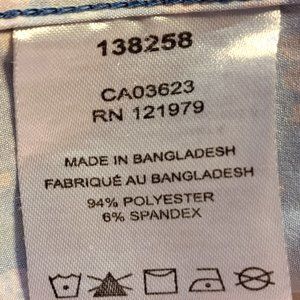 138258
CA03623
RN 121979
MADE IN BANGLADESH
FABRIQUÉ AU BANGLADESH
94% POLYESTER
6% SPANDEX